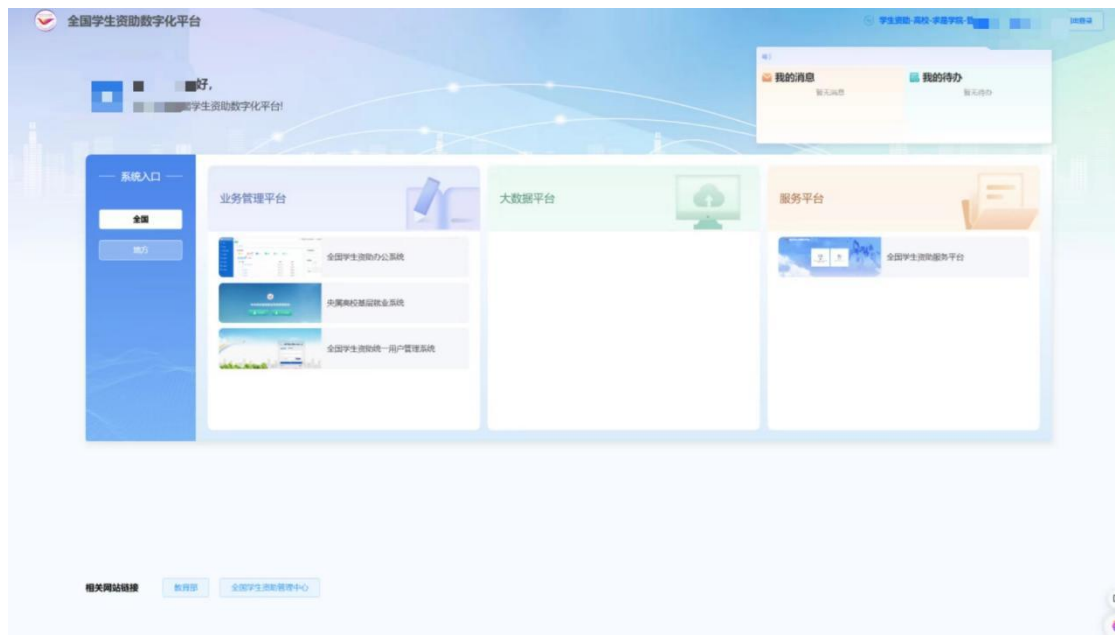 全国学生资助数字化平台
好，
学生资助数字化平台!
我的消息
暂无消息
我的待办
暂无待办
系统入口
全国
地方
业务管理平台
全国学生资助办公系统
央属高校基层就业系统
全国学生资助统一用户管理系统
大数据平台
服务平台
全国学生资助服务平台
相关网站链接
教育部
全国学生资助管理中心